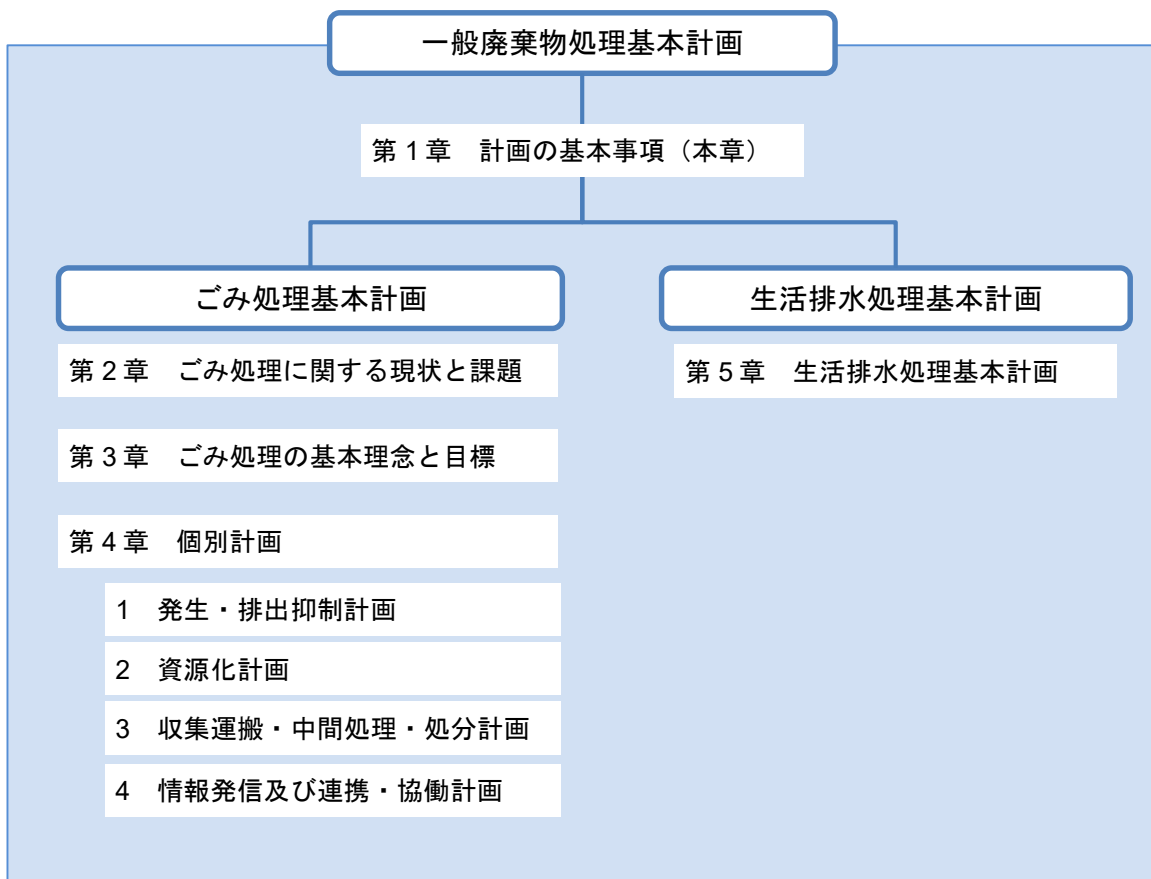 一般廃棄物処理基本計画
第1章 計画の基本事項（本章）
ごみ処理基本計画
第2章 ごみ処理に関する現状と課題
第3章 ごみ処理の基本理念と目標
第4章 個別計画
1 発生・排出抑制計画
2 資源化計画
3 収集運搬・中間処理・処分計画
4 情報発信及び連携・協働計画
生活排水処理基本計画
第5章 生活排水処理基本計画